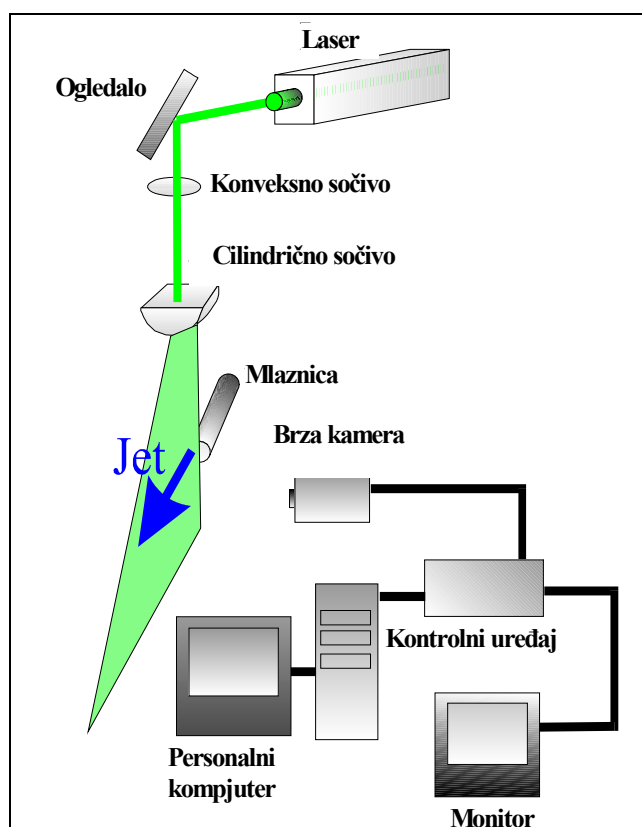 Laser
Ogledalo
Konveksno sočivo
Cilindrično sočivo
Mlaznica
Jet
Brza kamera
Kontrolni uređaj
Personalni
kompjuter
Monitor